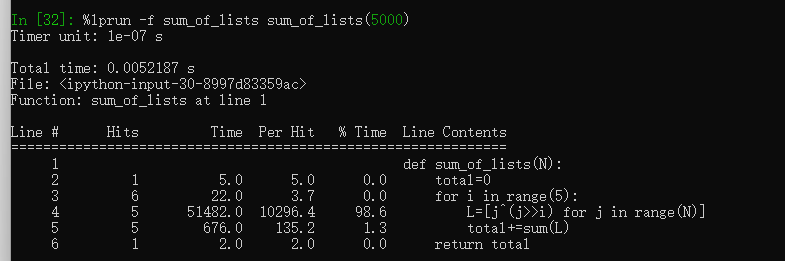 In [32]: %lprun -f sum_of_lists sum_of_lists(5000)
Timer unit: 1e-07 s
Total time: 0.0052187 s
File: <ipython-input-30-8997d83359ac>
Function: sum_of_lists at line 1
Line #      Hits         Time  Per Hit   % Time  Line Contents
==============================================================
     1                                           def sum_of_lists(N):
     2         1          5.0      5.0      0.0      total=0
     3         6         22.0      3.7      0.0      for i in range(5):
     4         5      51482.0  10296.4     98.6          L=[j^(j>>i) for j in range(N)]
     5         5        676.0    135.2      1.3          total+=sum(L)
     6         1          2.0      2.0      0.0      return total